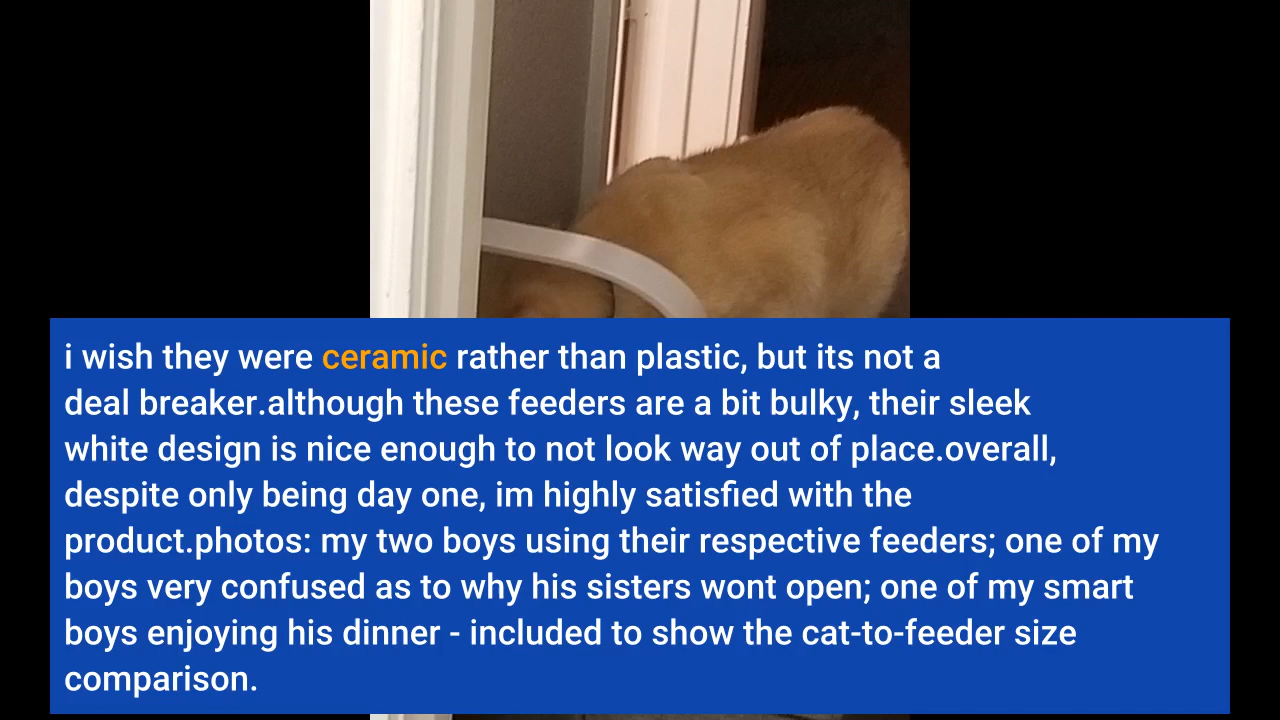 i wish they were ceramic rather than plastic, but its not a
deal breaker.although these feeders are a bit bulky, their sleek
white design is nice enough to not look way out of place.overall,
despite only being day one, im highly satisfied with the
product.photos: my two boys using their respective feeders; one of my
boys very confused as to why his sisters wont open; one of my smart
boys enjoying his dinner - included to show the cat-to-feeder size
comparison.